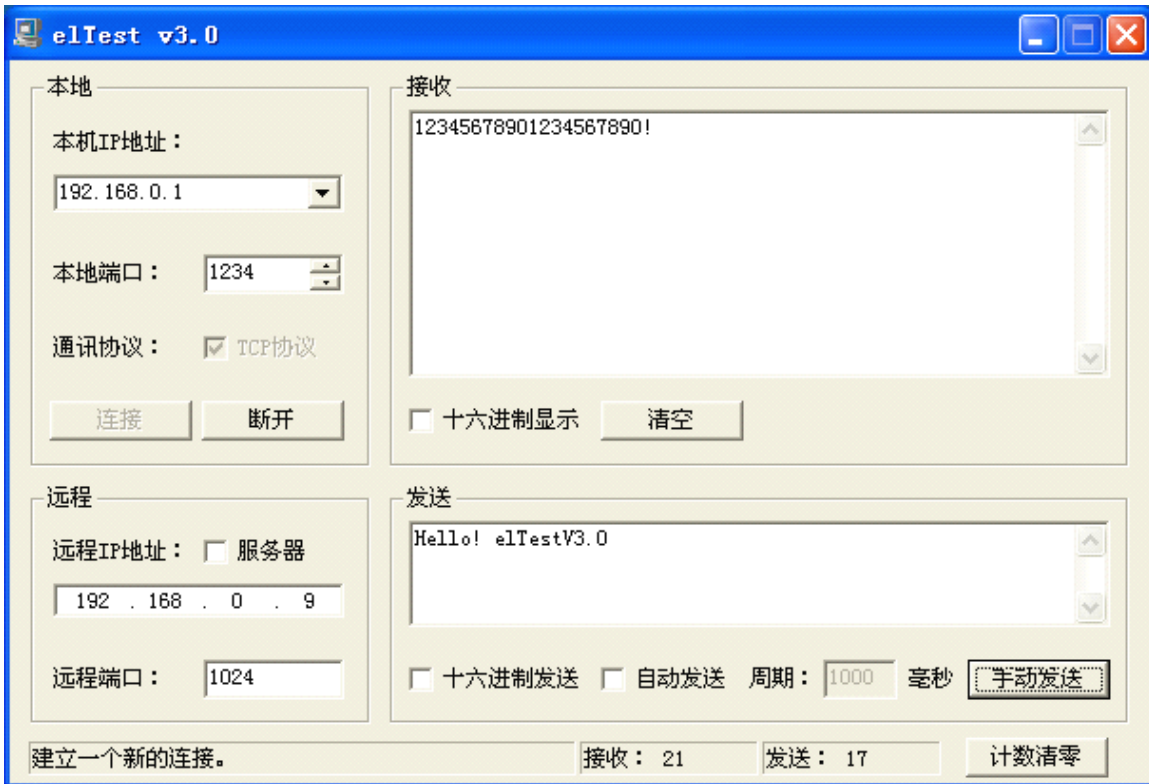 elTest v3.0
本地
本机IP地址：
192.168.0.1
本地端口： 1234
通讯协议： TCP协议
连接 断开
接收
12345678901234567890!
十六进制显示 清空
远程
远程IP地址： 服务器
192 . 168 . 0 . 9
远程端口： 1024
发送
Hello! elTestV3.0
十六进制发送 自动发送 周期： 1000 毫秒 手动发送
建立一个新的连接。 接收： 21 发送： 17 计数清零